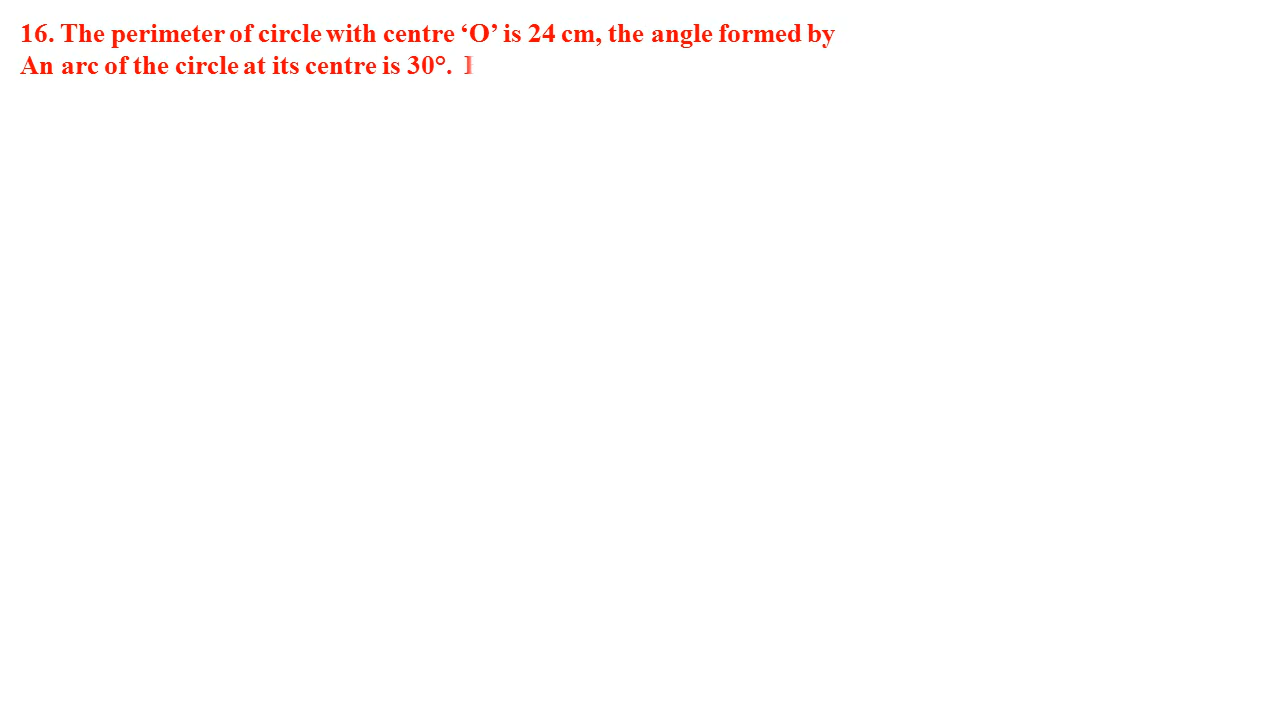 16. The perimeter of circle with centre ‘O’ is 24 cm, the angle formed by
An arc of the circle at its centre is 30°.